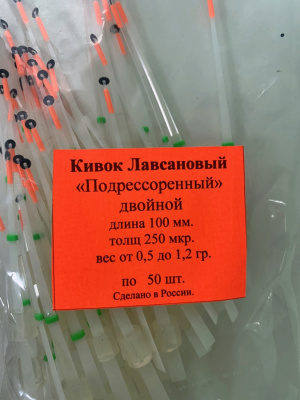 Кивок Лавсановый
«Подрессоренный»
двойной
длина 100 мм.
толщ 250 мкр.
вес от 0,5 до 1,2 гр.
по 50 шт.
Сделано в России.